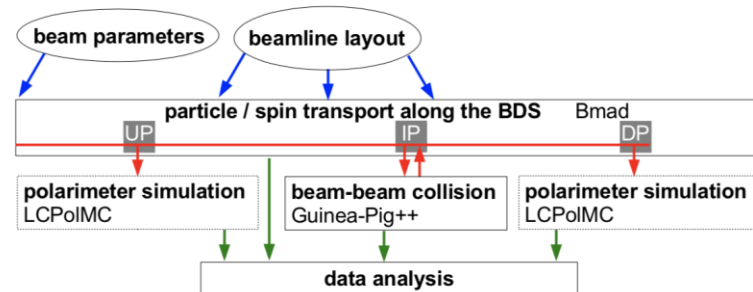 beam parameters
beamline layout
particle / spin transport along the BDS Bmad
UP IP DP
polarimeter simulation
LCPolMC
beam-beam collision
Guinea-Pig++
polarimeter simulation
LCPolMC
data analysis